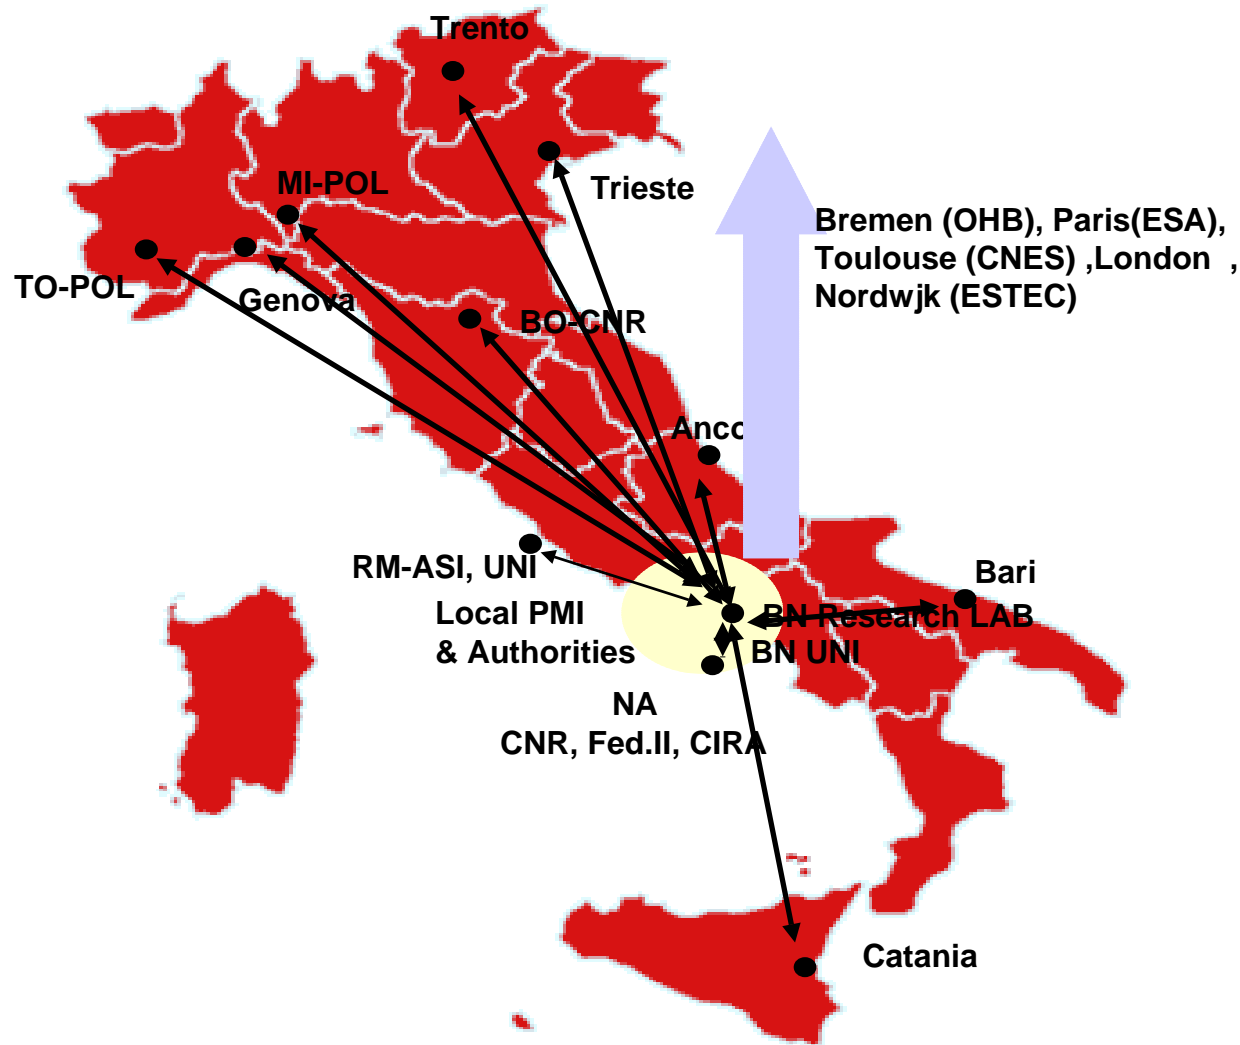 Trento
MI-POL
Trieste
Bremen (OHB), Paris(ESA),
Toulouse (CNES) ,London ,
Nordwjk (ESTEC)
TO-POL
Genova
BO-CNR
Anco
RM-ASI, UNI
Bari
Local PMI
& Authorities
BN Research LAB
BN UNI
NA
CNR, Fed.II, CIRA
Catania